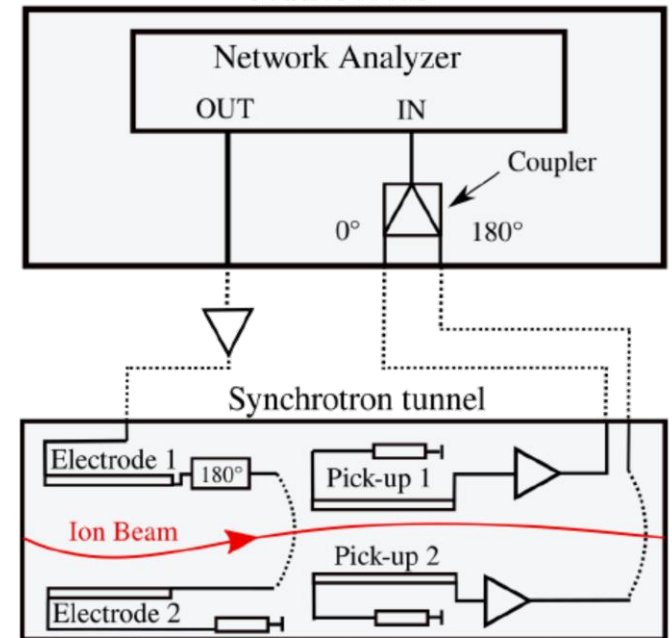 Network Analyzer
OUT
IN
Coupler
0°
180°
Synchrotron tunnel
Electrode 1
180°
Pick-up 1
Ion Beam
Pick-up 2
Electrode 2